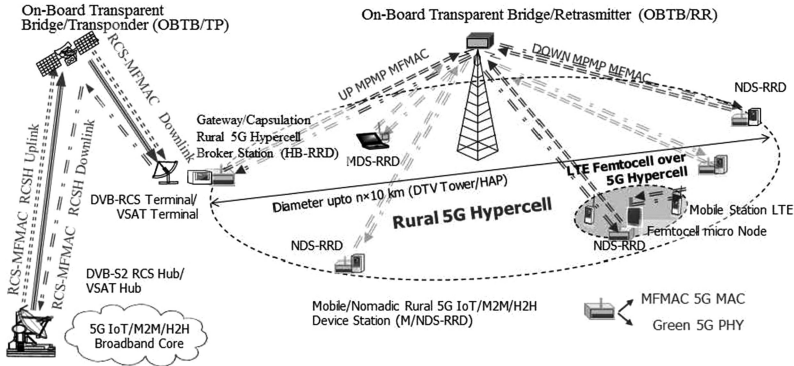 On-Board Transparent
Bridge/Transponder (OBTB/TP)
On-Board Transparent Bridge/Retrasmitter (OBTB/RR)
RCS-MFMAC Downlink
RCS-MFMAC RCSH Uplink
RCS-MFMAC RCSH Downlink
UP MPMP MFMAC
DOWN MPMP MFMAC
NDS-RRD
Gateway/Capsulation
Rural 5G Hypercell
Broker Station (HB-RRD)
MDS-RRD
DVB-RCS Terminal/
VSAT Terminal
Diameter upto n×10 km (DTV Tower/HAP)
LTE Femtocell over
5G Hypercell
Rural 5G Hypercell
Mobile Station LTE
Femtocell micro Node
NDS-RRD
NDS-RRD
DVB-S2 RCS Hub/
VSAT Hub
5G IoT/M2M/H2H
Broadband Core
Mobile/Nomadic Rural 5G IoT/M2M/H2H
Device Station (M/NDS-RRD)
MFMAC 5G MAC
Green 5G PHY